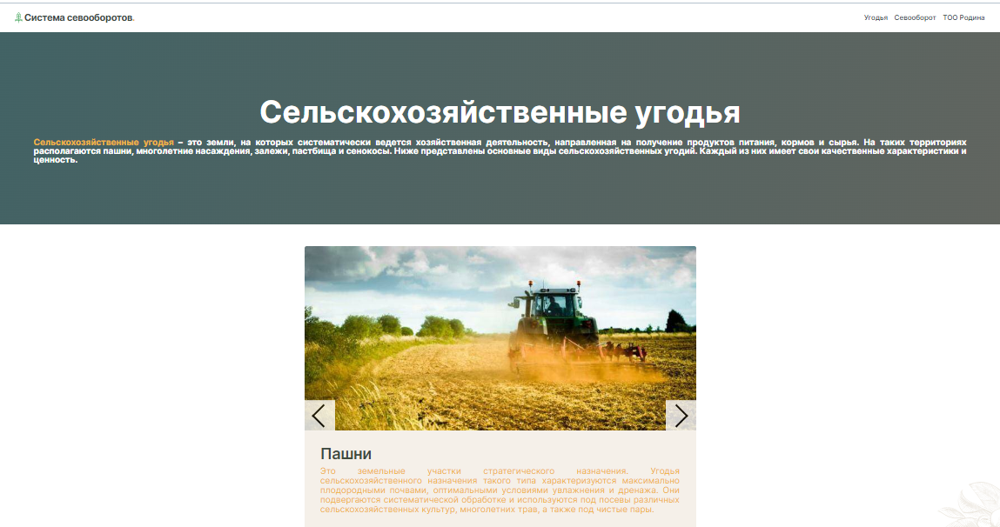 Система севооборотов.
Угодья Севооборот ТОО Родина
Сельскохозяйственные угодья
Сельскохозяйственные угодья – это земли, на которых систематически ведется хозяйственная деятельность, направленная на получение продуктов питания, кормов и сырья. На таких территориях
располагаются пашни, многолетние насаждения, залежи, пастбища и сенокосы. Ниже представлены основные виды сельскохозяйственных угодий. Каждый из них имеет свои качественные характеристики и
ценность.
Пашни
Это земельные участки стратегического назначения. Угодья
сельскохозяйственного назначения такого типа характеризуются максимально
плодородными почвами, оптимальными условиями увлажнения и дренажа. Они
подвергаются систематической обработке и используются под посевы различных
сельскохозяйственных культур, многолетних трав, а также под чистые пары.